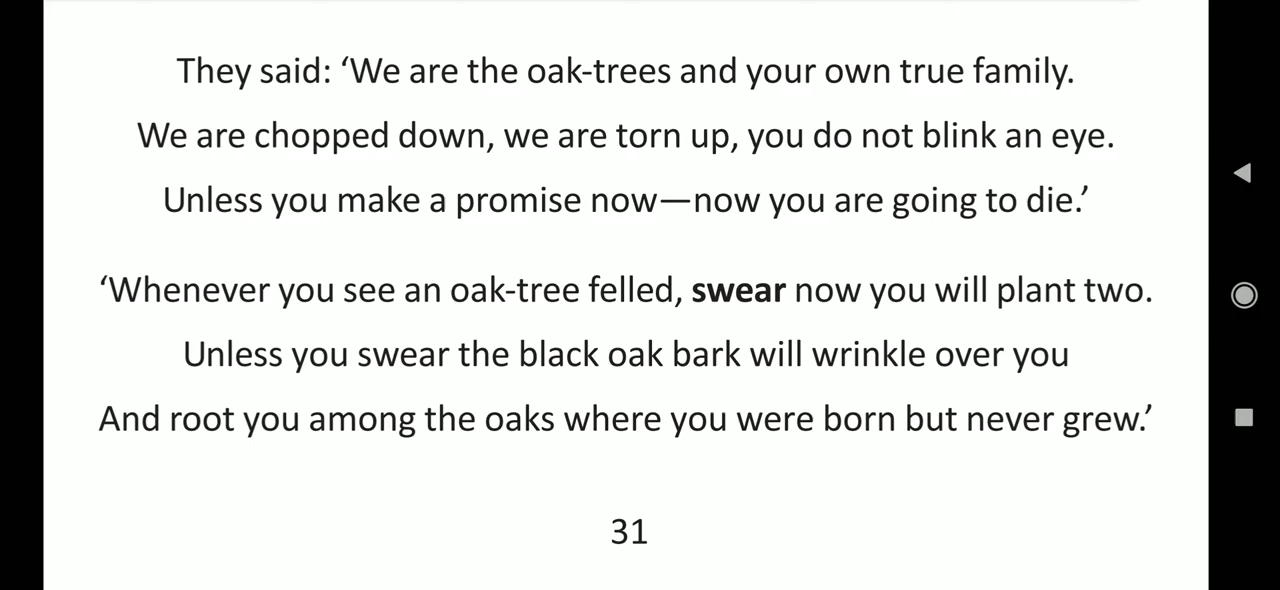 They said: ‘We are the oak-trees and your own true family.
We are chopped down, we are torn up, you do not blink an eye.
Unless you make a promise now—now you are going to die.’
‘Whenever you see an oak-tree felled, swear now you will plant two.
Unless you swear the black oak bark will wrinkle over you
And root you among the oaks where you were born but never grew.’
31